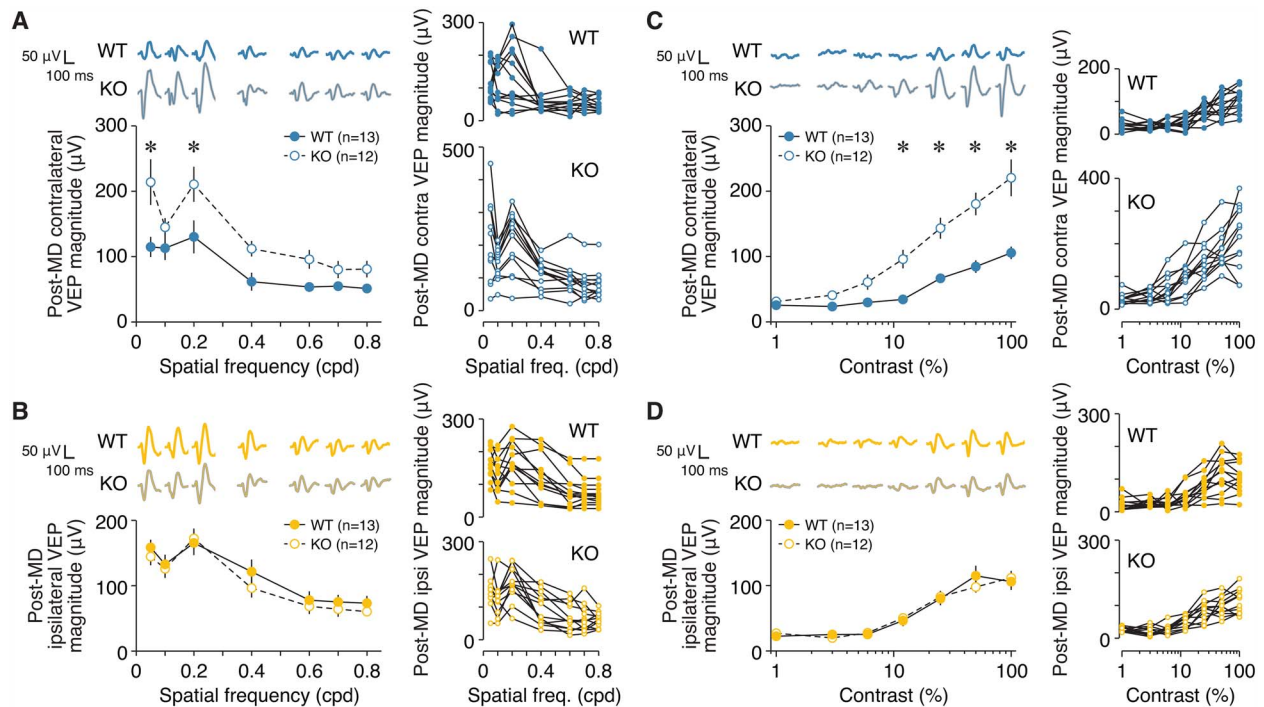 A
WT
50 μV
100 ms
KO
300
200
100
0
Post-MD contralateral
VEP magnitude (μV)
* *
WT (n=13)
KO (n=12)
0 0.2 0.4 0.6 0.8
Spatial frequency (cpd)
Post-MD contra VEP magnitude (μV)
300
WT
0
500
KO
0
0 0.2 0.4 0.6 0.8
Spatial freq. (cpd)
C
WT
50 μV
100 ms
KO
300
200
100
0
Post-MD contralateral
VEP magnitude (μV)
WT (n=13)
KO (n=12)
* * * *
1 10 100
Contrast (%)
Post-MD contra VEP magnitude (μV)
200
WT
0
400
KO
0
1 10 100
Contrast (%)
B
WT
50 μV
100 ms
KO
200
100
0
Post-MD
ipsilateral VEP
magnitude (μV)
WT (n=13)
KO (n=12)
0 0.2 0.4 0.6 0.8
Spatial frequency (cpd)
Post-MD ipsi VEP magnitude (μV)
300
WT
0
300
KO
0
0 0.2 0.4 0.6 0.8
Spatial freq. (cpd)
D
WT
50 μV
100 ms
KO
200
100
0
Post-MD
ipsilateral VEP
magnitude (μV)
WT (n=13)
KO (n=12)
1 10 100
Contrast (%)
Post-MD ipsi VEP magnitude (μV)
300
WT
0
300
KO
0
1 10 100
Contrast (%)